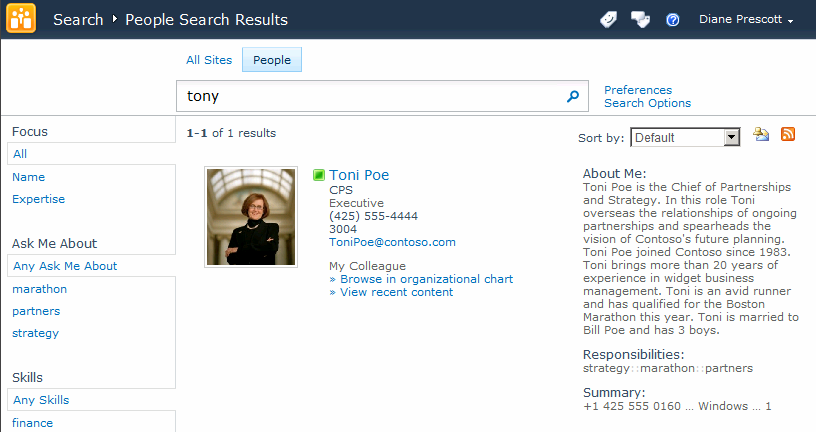 Search ▸ People Search Results
Diane Prescott
All Sites People
tony
Preferences
Search Options
Focus
All
Name
Expertise
Ask Me About
Any Ask Me About
marathon
partners
strategy
Skills
Any Skills
finance
1-1 of 1 results
Sort by: Default
Toni Poe
CPS
Executive
(425) 555-4444
3004
ToniPoe@contoso.com
My Colleague
» Browse in organizational chart
» View recent content
About Me:
Toni Poe is the Chief of Partnerships
and Strategy. In this role Toni
overseas the relationships of ongoing
partnerships and spearheads the
vision of Contoso's future planning.
Toni Poe joined Contoso since 1983.
Toni brings more than 20 years of
experience in widget business
management. Toni is an avid runner
and has qualified for the Boston
Marathon this year. Toni is married to
Bill Poe and has 3 boys.
Responsibilities:
strategy::marathon::partners
Summary:
+1 425 555 0160 ... Windows ... 1